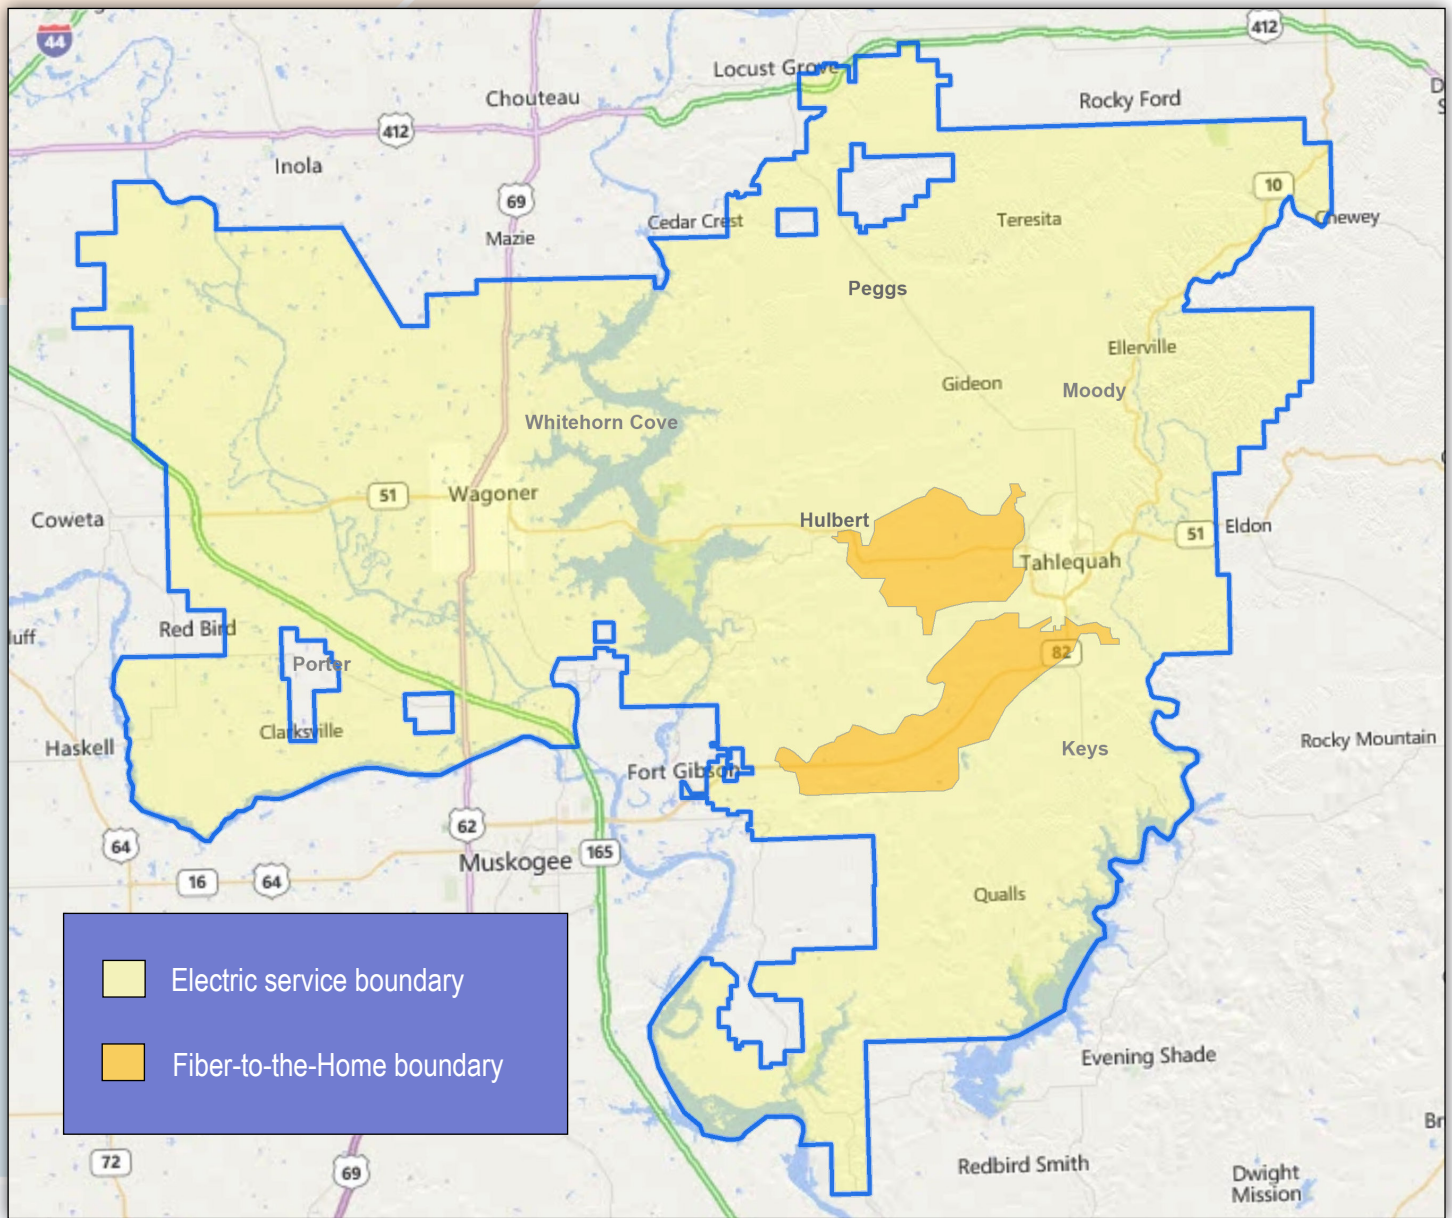 44
412
Locust Grove
Chouteau
Rocky Ford
412
Inola
10
69
Cedar Crest
Teresita
Chewey
Mazie
Peggs
Ellerville
Gideon
Moody
Whitehorn Cove
51
Wagoner
Coweta
Hulbert
Eldon
51
Tahlequah
Red Bird
luff
82
Porter
Clarksville
Haskell
Keys
Rocky Mountain
Fort Gibson
62
64
165
Muskogee
16
64
Qualls
Electric service boundary
Evening Shade
Fiber-to-the-Home boundary
Br
72
69
Redbird Smith
Dwight
Mission